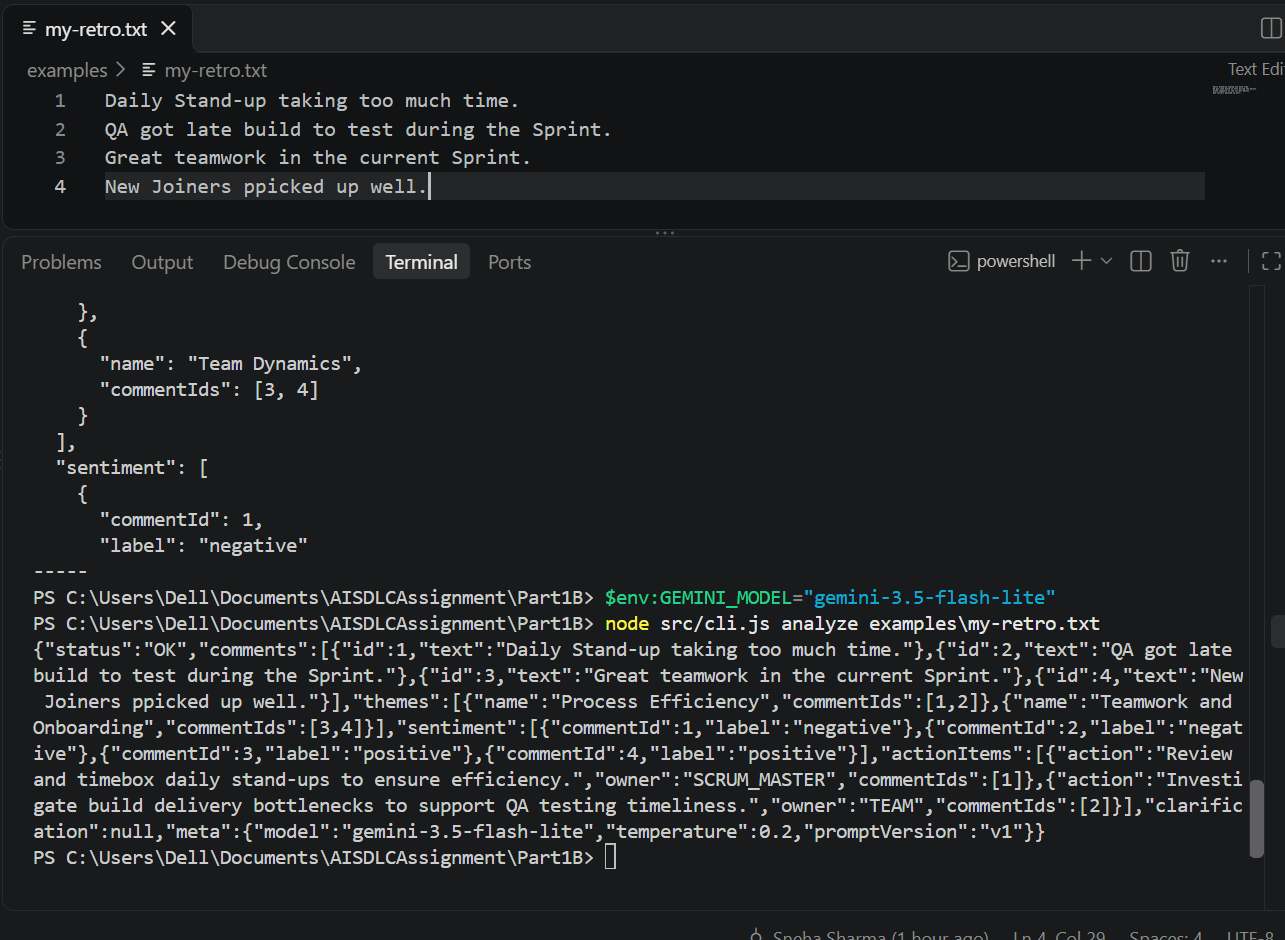 my-retro.txt
examples > my-retro.txt
Text Edi
1 Daily Stand-up taking too much time.
2 QA got late build to test during the Sprint.
3 Great teamwork in the current Sprint.
4 New Joiners ppicked up well.
Problems Output Debug Console Terminal Ports powershell
},
{
"name": "Team Dynamics",
"commentIds": [3, 4]
}
],
"sentiment": [
{
"commentId": 1,
"label": "negative"
-----
PS C:\Users\Dell\Documents\AISDLCAssignment\Part1B> $env:GEMINI_MODEL="gemini-3.5-flash-lite"
PS C:\Users\Dell\Documents\AISDLCAssignment\Part1B> node src/cli.js analyze examples\my-retro.txt
{"status":"OK","comments":[{"id":1,"text":"Daily Stand-up taking too much time."},{"id":2,"text":"QA got late
build to test during the Sprint."},{"id":3,"text":"Great teamwork in the current Sprint."},{"id":4,"text":"New
Joiners ppicked up well."}],"themes":[{"name":"Process Efficiency","commentIds":[1,2]},{"name":"Teamwork and
Onboarding","commentIds":[3,4]}],"sentiment":[{"commentId":1,"label":"negative"},{"commentId":2,"label":"negat
ive"},{"commentId":3,"label":"positive"},{"commentId":4,"label":"positive"}],"actionItems":[{"action":"Review
and timebox daily stand-ups to ensure efficiency.","owner":"SCRUM_MASTER","commentIds":[1]},{"action":"Investi
gate build delivery bottlenecks to support QA testing timeliness.","owner":"TEAM","commentIds":[2]}],"clarific
ation":null,"meta":{"model":"gemini-3.5-flash-lite","temperature":0.2,"promptVersion":"v1"}}
PS C:\Users\Dell\Documents\AISDLCAssignment\Part1B>
Sneha Sharma (1 hour ago) Ln 4, Col 29 Spaces: 4 UTF-8